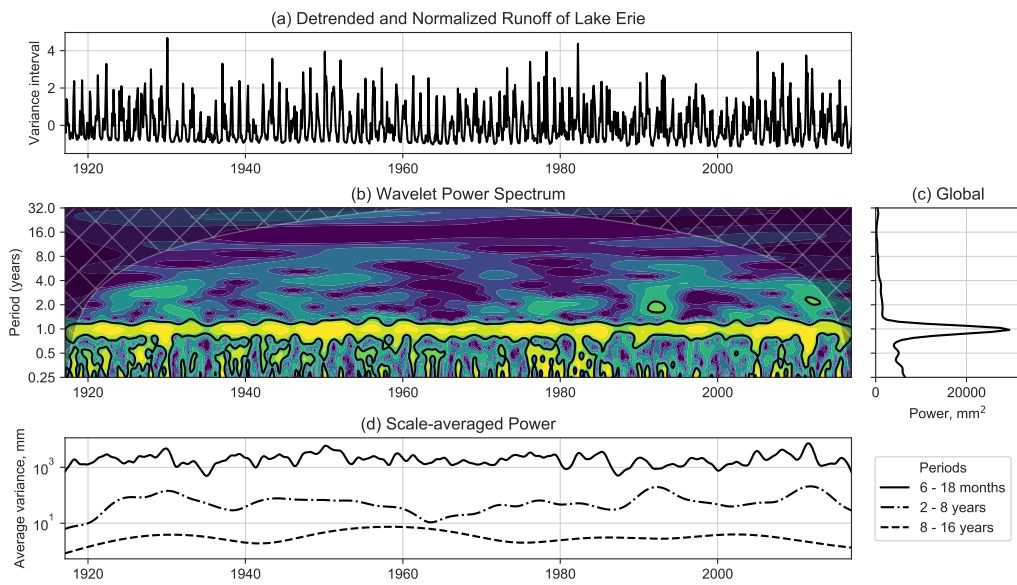 (a) Detrended and Normalized Runoff of Lake Erie
Variance interval
4
2
0
1920 1940 1960 1980 2000
(b) Wavelet Power Spectrum
Period (years)
32.0
16.0
8.0
4.0
2.0
1.0
0.5
0.25
1920 1940 1960 1980 2000
(c) Global
0 20000
Power, mm²
(d) Scale-averaged Power
Average variance, mm
10³
10¹
1920 1940 1960 1980 2000
Periods
6 - 18 months
2 - 8 years
8 - 16 years